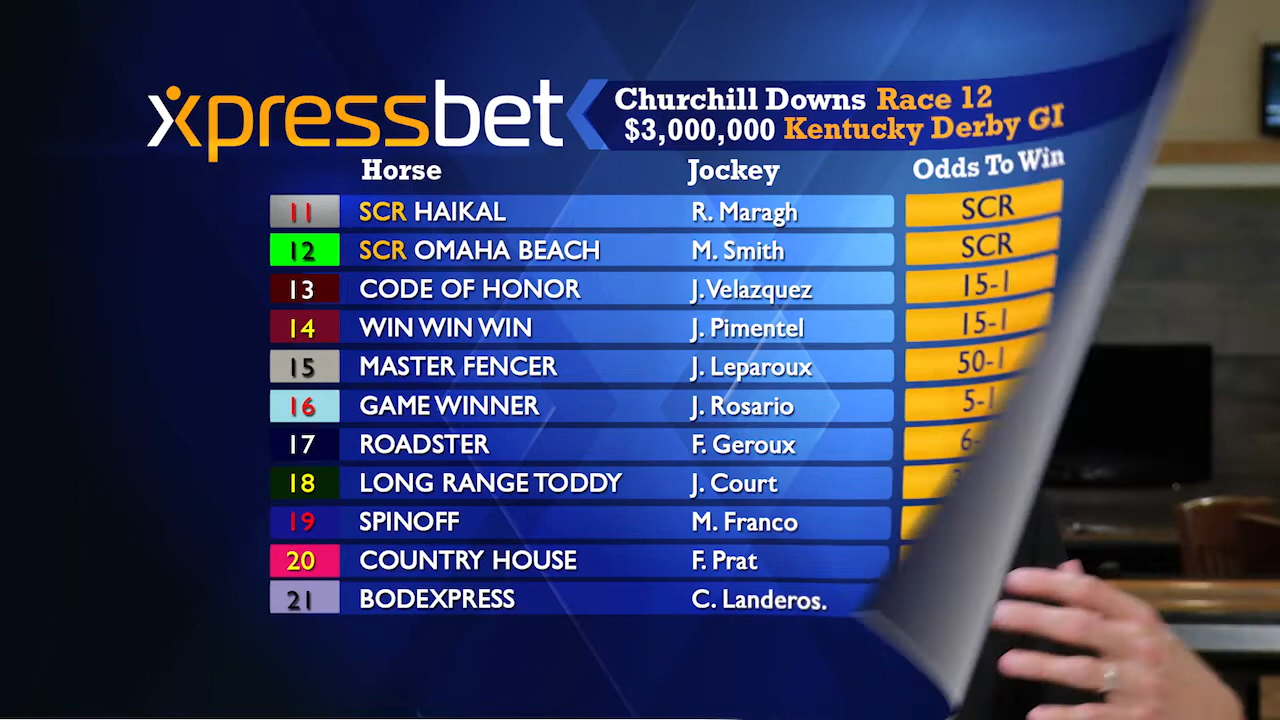 xpressbet Churchill Downs Race 12
$3,000,000 Kentucky Derby GI
Horse Jockey Odds To Win
11 SCR HAIKAL R. Maragh SCR
12 SCR OMAHA BEACH M. Smith SCR
13 CODE OF HONOR J. Velazquez 15-1
14 WIN WIN WIN J. Pimentel 15-1
15 MASTER FENCER J. Leparoux 50-1
16 GAME WINNER J. Rosario 5-1
17 ROADSTER F. Geroux 6-
18 LONG RANGE TODDY J. Court
19 SPINOFF M. Franco
20 COUNTRY HOUSE F. Prat
21 BODEXPRESS C. Landeros.